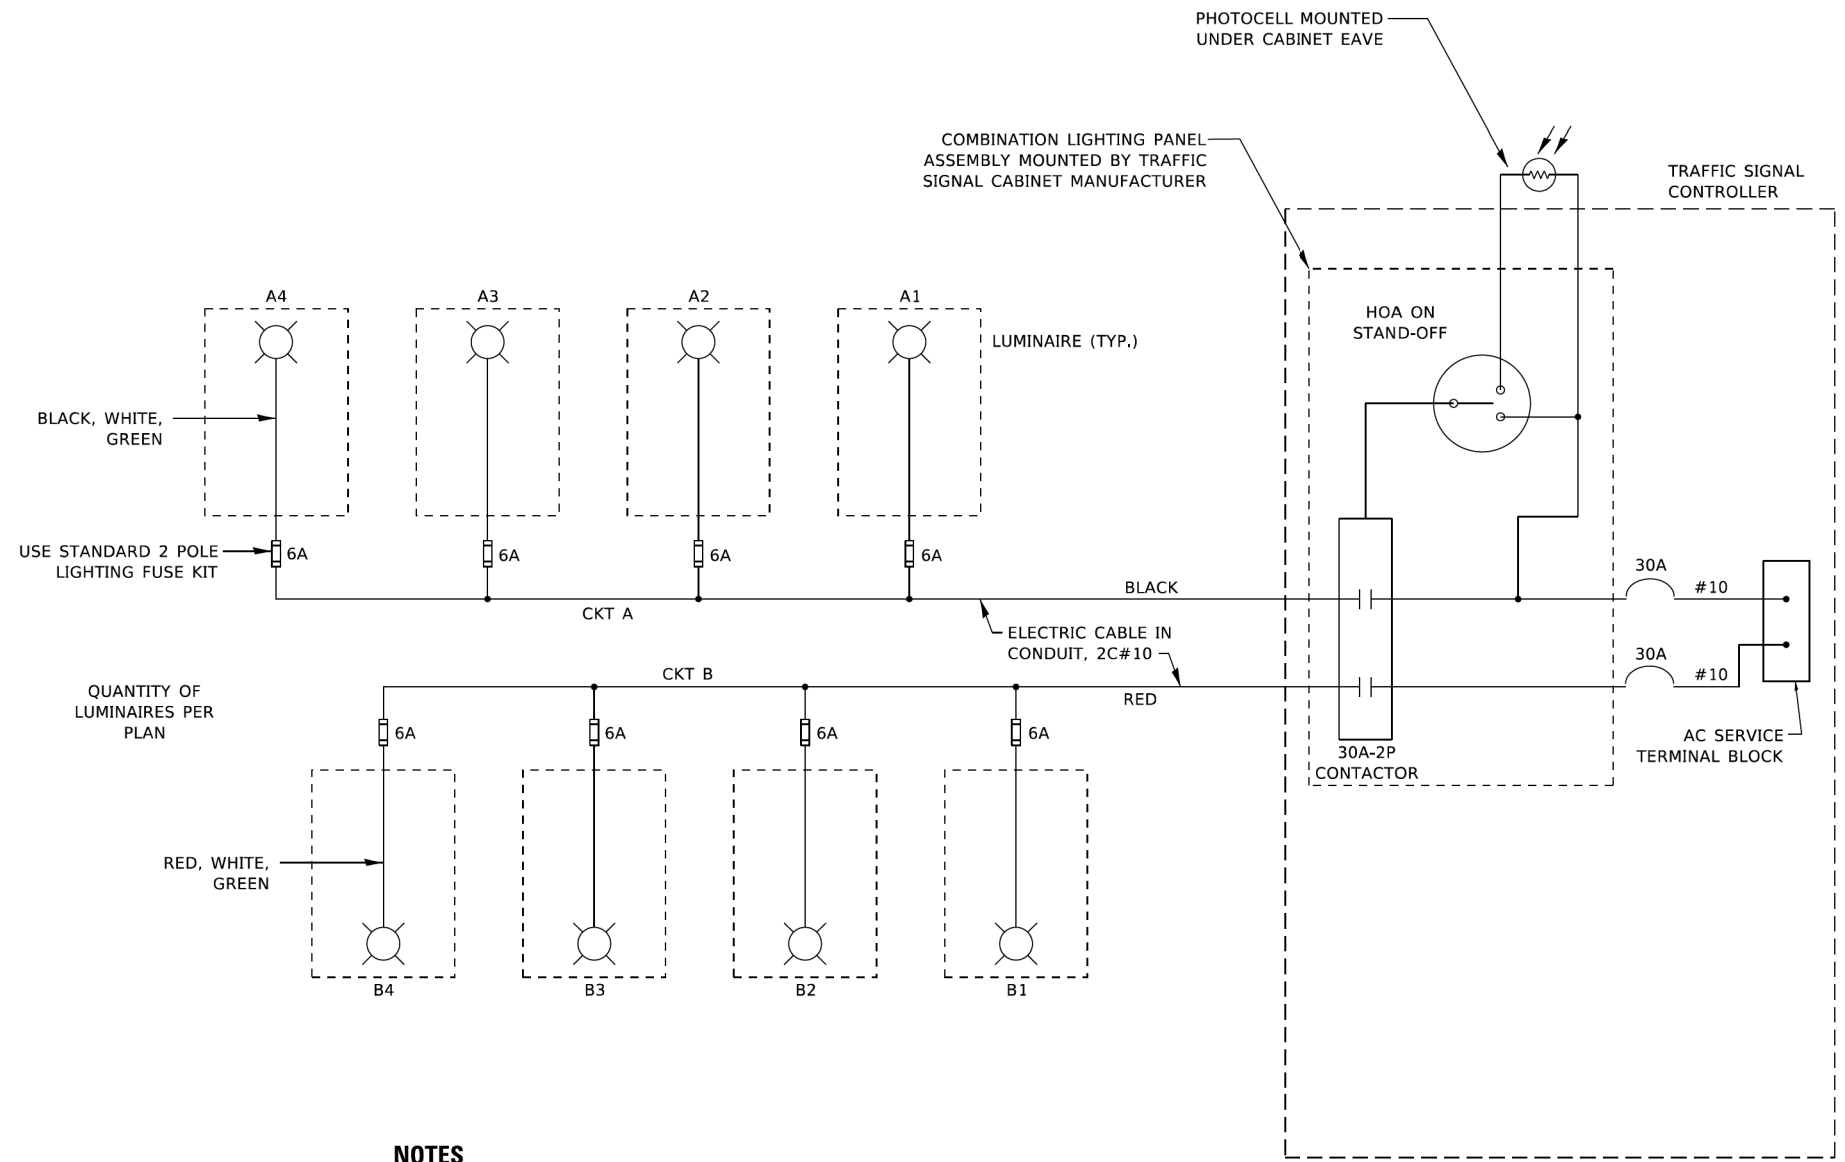 PHOTOCELL MOUNTED
UNDER CABINET EAVE
COMBINATION LIGHTING PANEL
ASSEMBLY MOUNTED BY TRAFFIC
SIGNAL CABINET MANUFACTURER
TRAFFIC SIGNAL
CONTROLLER
A4
A3
A2
A1
HOA ON
STAND-OFF
LUMINAIRE (TYP.)
BLACK, WHITE,
GREEN
USE STANDARD 2 POLE
LIGHTING FUSE KIT
6A
6A
6A
6A
30A
#10
BLACK
CKT A
ELECTRIC CABLE IN
CONDUIT, 2C#10
30A
#10
CKT B
RED
QUANTITY OF
LUMINAIRES PER
PLAN
6A
6A
6A
6A
AC SERVICE
TERMINAL BLOCK
30A-2P
CONTACTOR
RED, WHITE,
GREEN
B4
B3
B2
B1
NOTES